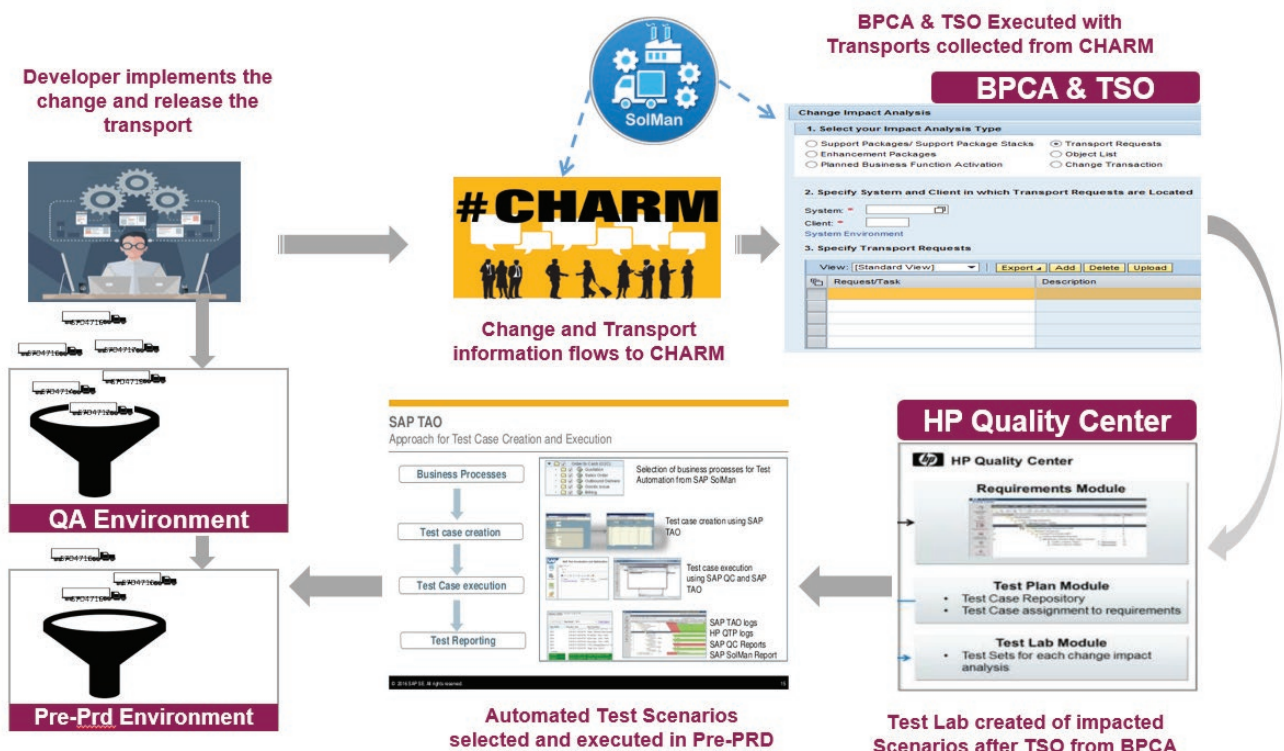 BPCA & TSO Executed with
Transports collected from CHARM
Developer implements the
change and release the
transport
SolMan
BPCA & TSO
Change Impact Analysis
1. Select your Impact Analysis Type
Support Packages/ Support Package Stacks
Transport Requests
Enhancement Packages
Object List
Planned Business Function Activation
Change Transaction
2. Specify System and Client in which Transport Requests are Located
System: *
Client: *
System Environment
3. Specify Transport Requests
View: [Standard View]
Export
Add
Delete
Upload
Request/Task
Description
#CHARM
Change and Transport
information flows to CHARM
QA Environment
Pre-Prd Environment
SAP TAO
Approach for Test Case Creation and Execution
Business Processes
Test case creation
Test Case execution
Test Reporting
Selection of business processes for Test
Automation from SAP SolMan
Test case creation using SAP
TAO
Test case execution
using SAP QC and SAP
TAO
SAP TAO logs
HP QTP logs
SAP QC Reports
SAP SolMan Report
Automated Test Scenarios
selected and executed in Pre-PRD
HP Quality Center
hp HP Quality Center
Requirements Module
Test Plan Module
• Test Case Repository
• Test Case assignment to requirements
Test Lab Module
• Test Sets for each change impact
analysis
Test Lab created of impacted
Scenarios after TSO from BPCA